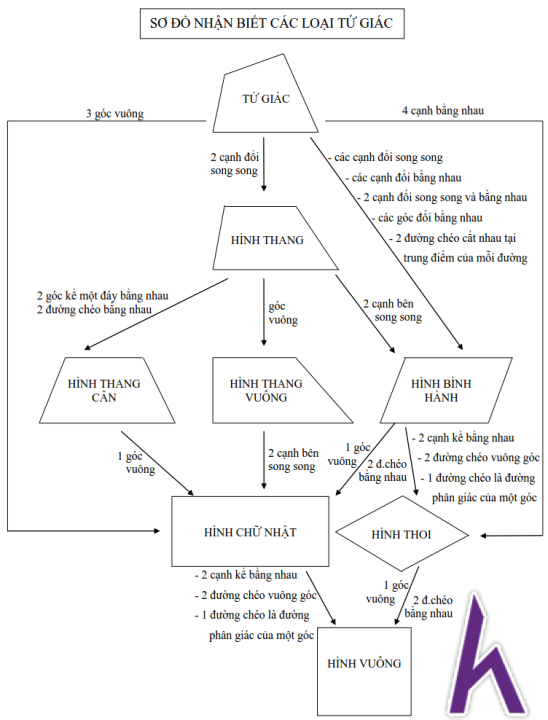 SƠ ĐỒ NHẬN BIẾT CÁC LOẠI TỨ GIÁC
TỨ GIÁC
3 góc vuông
4 cạnh bằng nhau
2 cạnh đối
song song
- các cạnh đối song song
- các cạnh đối bằng nhau
- 2 cạnh đối song song và bằng nhau
- các góc đối bằng nhau
- 2 đường chéo cắt nhau tại
trung điểm của mỗi đường
HÌNH THANG
2 góc kề một đáy bằng nhau
2 đường chéo bằng nhau
góc
vuông
2 cạnh bên
song song
HÌNH THANG
CÂN
HÌNH THANG
VUÔNG
HÌNH BÌNH
HÀNH
1 góc
vuông
2 cạnh bên
song song
1 góc
vuông
2 đ.chéo
bằng nhau
- 2 cạnh kề bằng nhau
- 2 đường chéo vuông góc
- 1 đường chéo là đường
phân giác của một góc
HÌNH CHỮ NHẬT
HÌNH THOI
- 2 cạnh kề bằng nhau
- 2 đường chéo vuông góc
- 1 đường chéo là đường
phân giác của một góc
1 góc
vuông
2 đ.chéo
bằng nhau
HÌNH VUÔNG